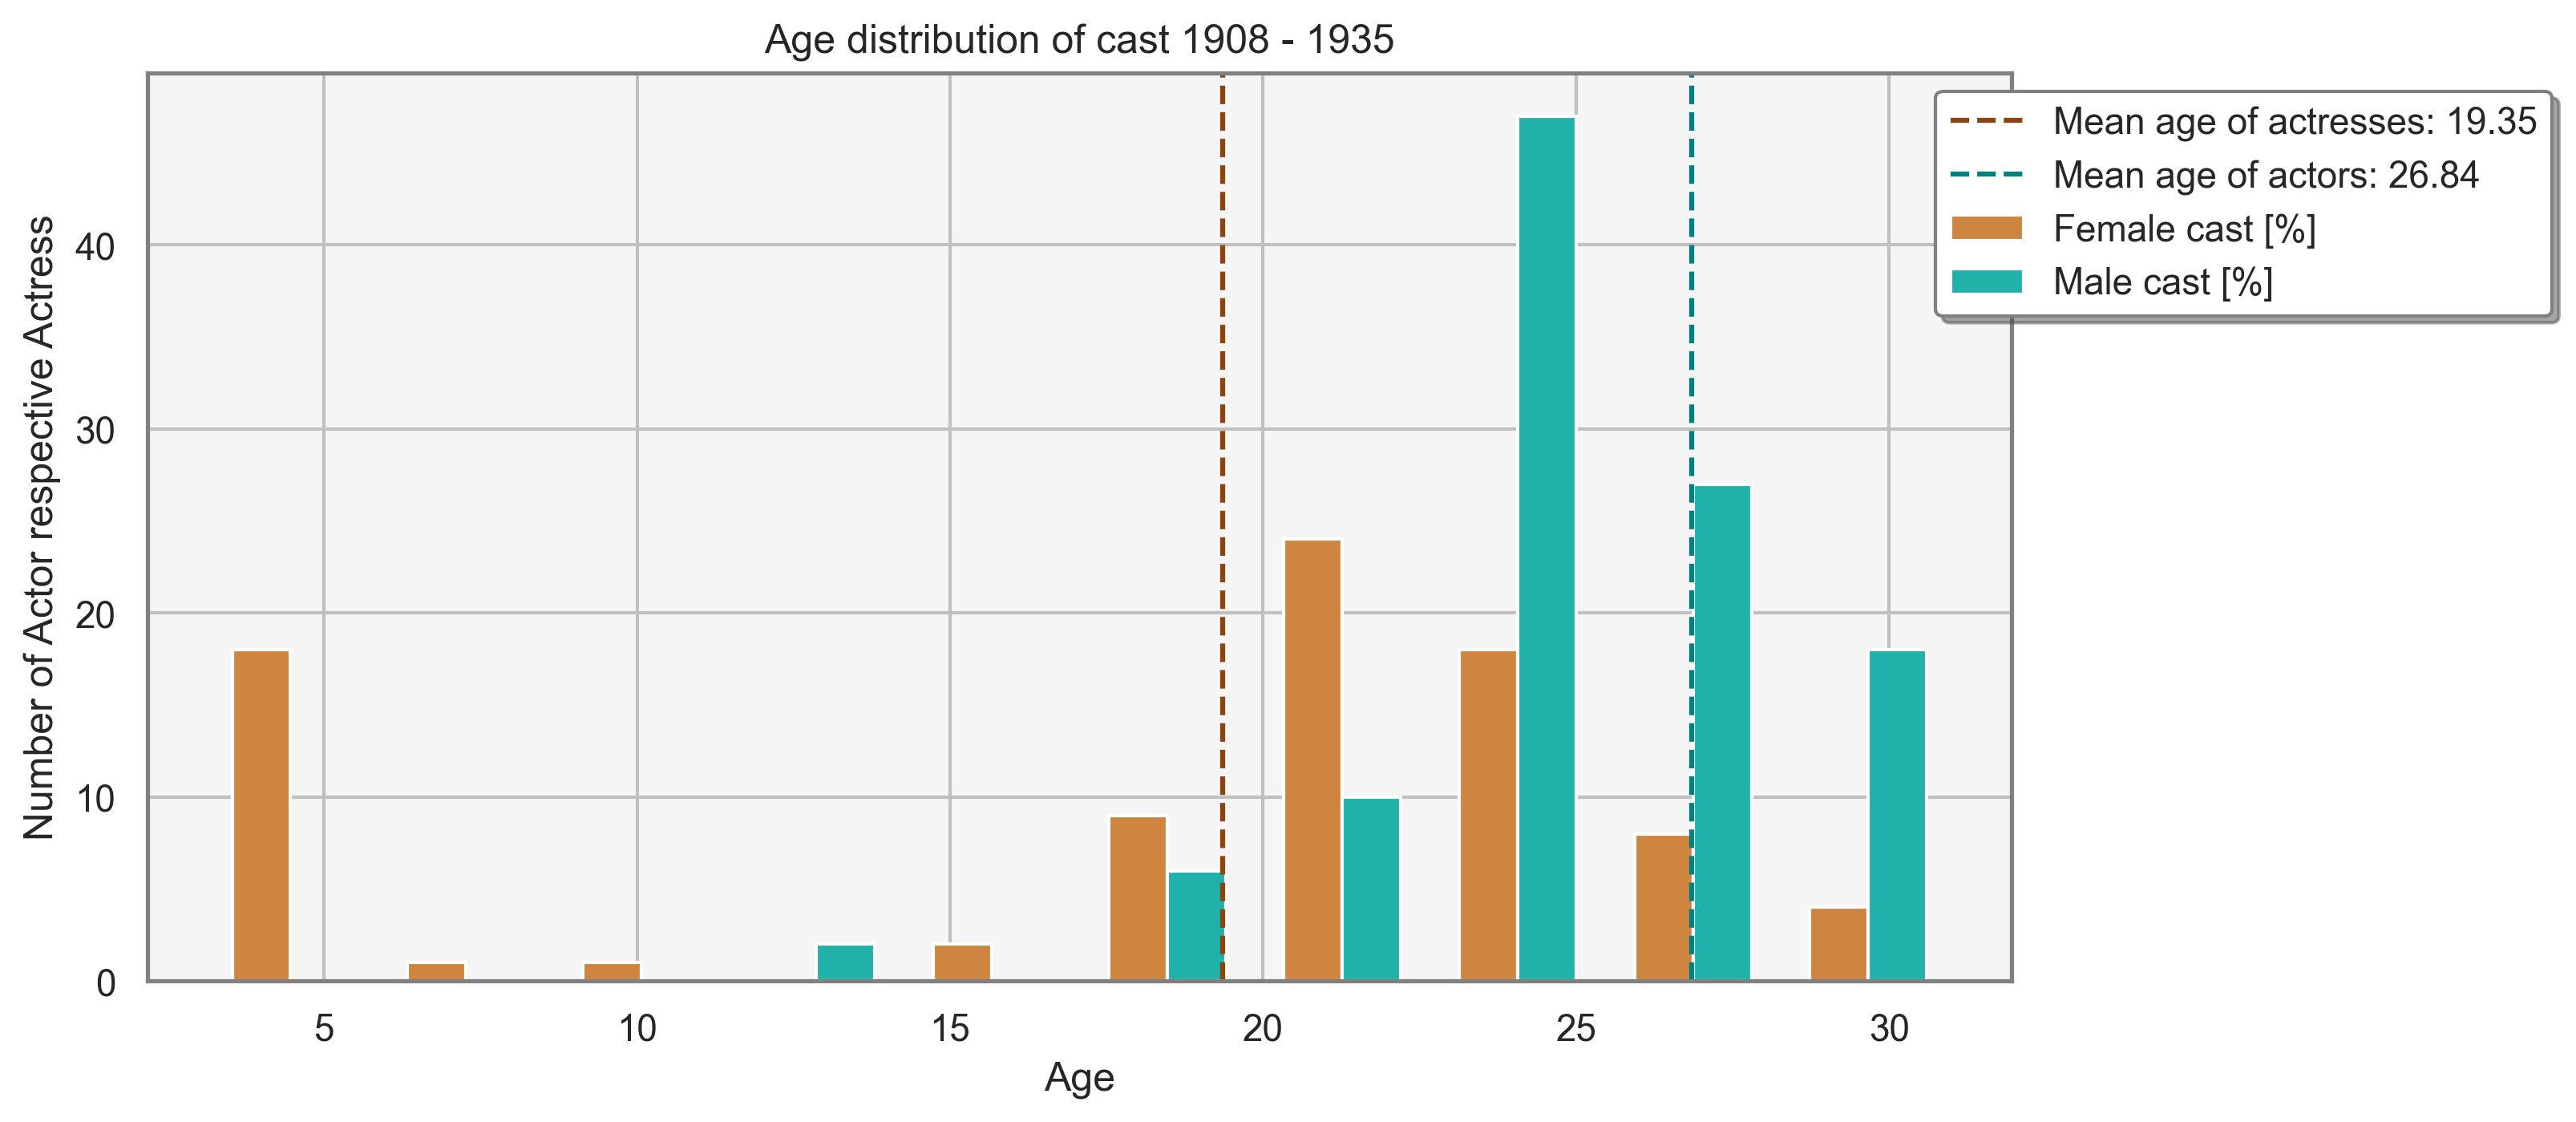 Age distribution of cast 1908 - 1935
Mean age of actresses: 19.35
Mean age of actors: 26.84
Female cast [%]
Male cast [%]
Number of Actor respective Actress
40
30
20
10
0
5 10 15 20 25 30
Age